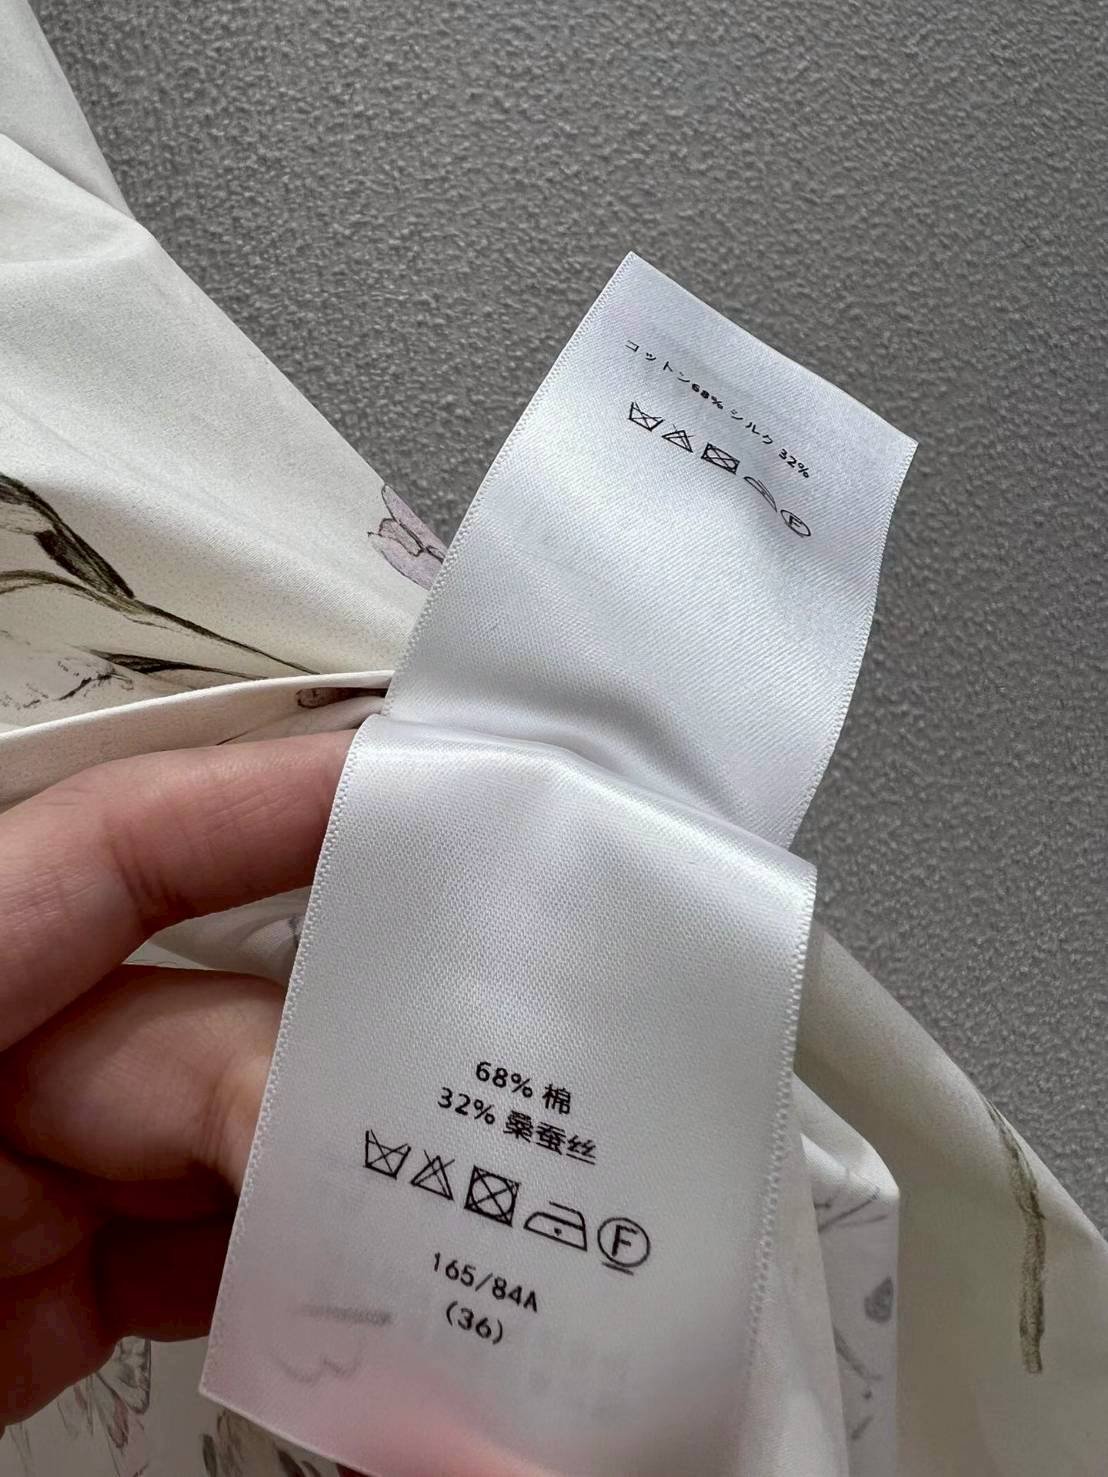 コットン68% シルク 32%
F
68% 棉
32% 桑蚕丝
F
165/84A
(36)